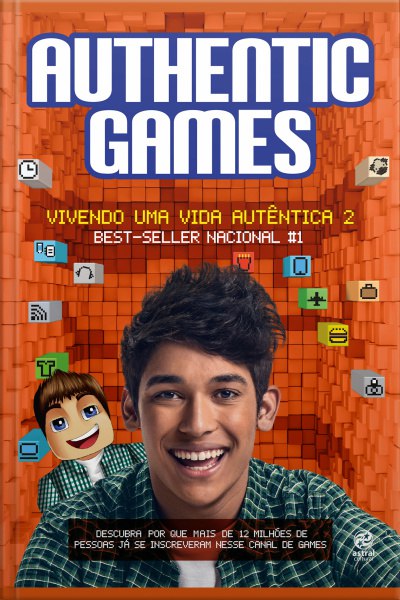 AUTHENTIC
GAMES
VIVENDO UMA VIDA AUTÊNTICA 2
BEST-SELLER NACIONAL #1
DESCUBRA POR QUE MAIS DE 12 MILHÕES DE
PESSOAS JÁ SE INSCREVERAM NESSE CANAL DE GAMES
astral
cultural